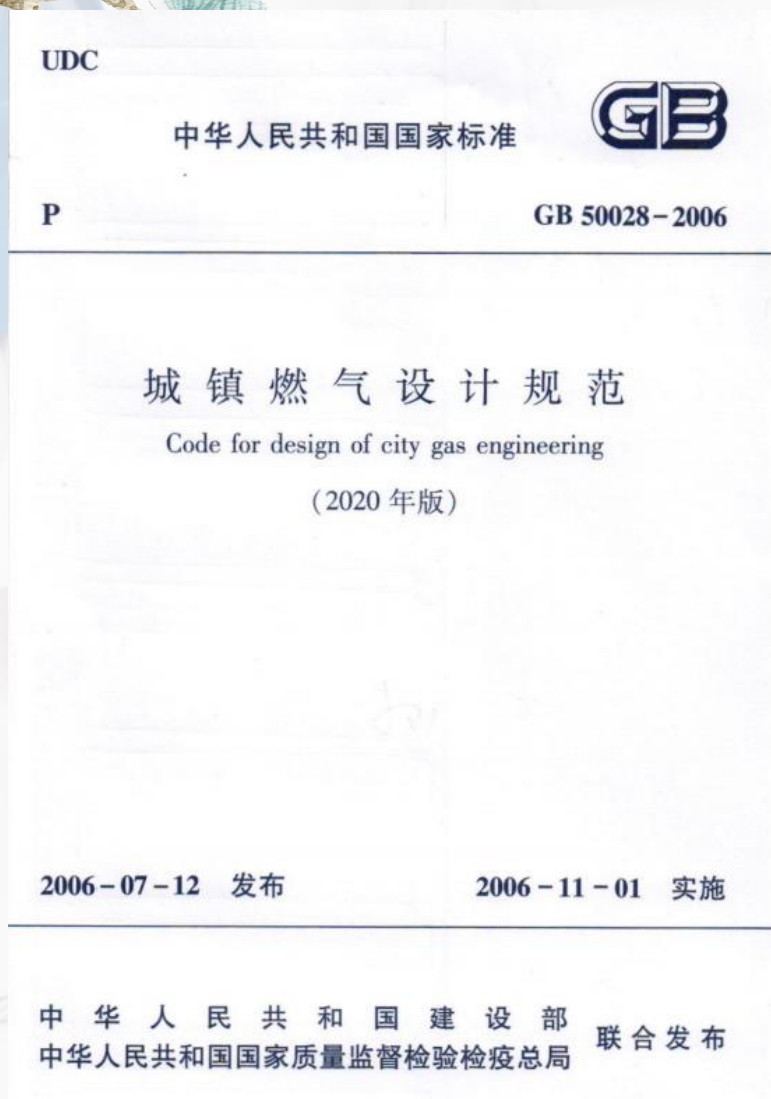 UDC
GB
中华人民共和国国家标准
P
GB 50028-2006
城镇燃气设计规范
Code for design of city gas engineering
(2020 年版)
2006-07-12 发布
2006-11-01 实施
中华人民共和国建设部
中华人民共和国国家质量监督检验检疫总局
联合发布